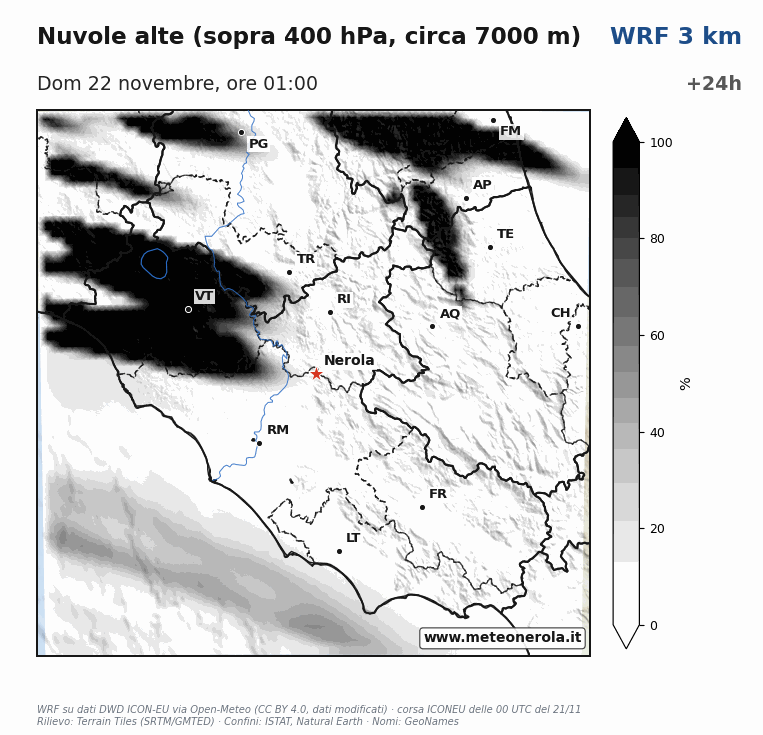 Nuvole alte (sopra 400 hPa, circa 7000 m) WRF 3 km
Dom 22 novembre, ore 01:00 +24h
FM
PG
AP
TE
TR
VT
RI
AQ
CH
Nerola
RM
FR
LT
100
80
60
40
20
0
%
www.meteonerola.it
WRF su dati DWD ICON-EU via Open-Meteo (CC BY 4.0, dati modificati) · corsa ICONEU delle 00 UTC del 21/11
Rilievo: Terrain Tiles (SRTM/GMTED) · Confini: ISTAT, Natural Earth · Nomi: GeoNames